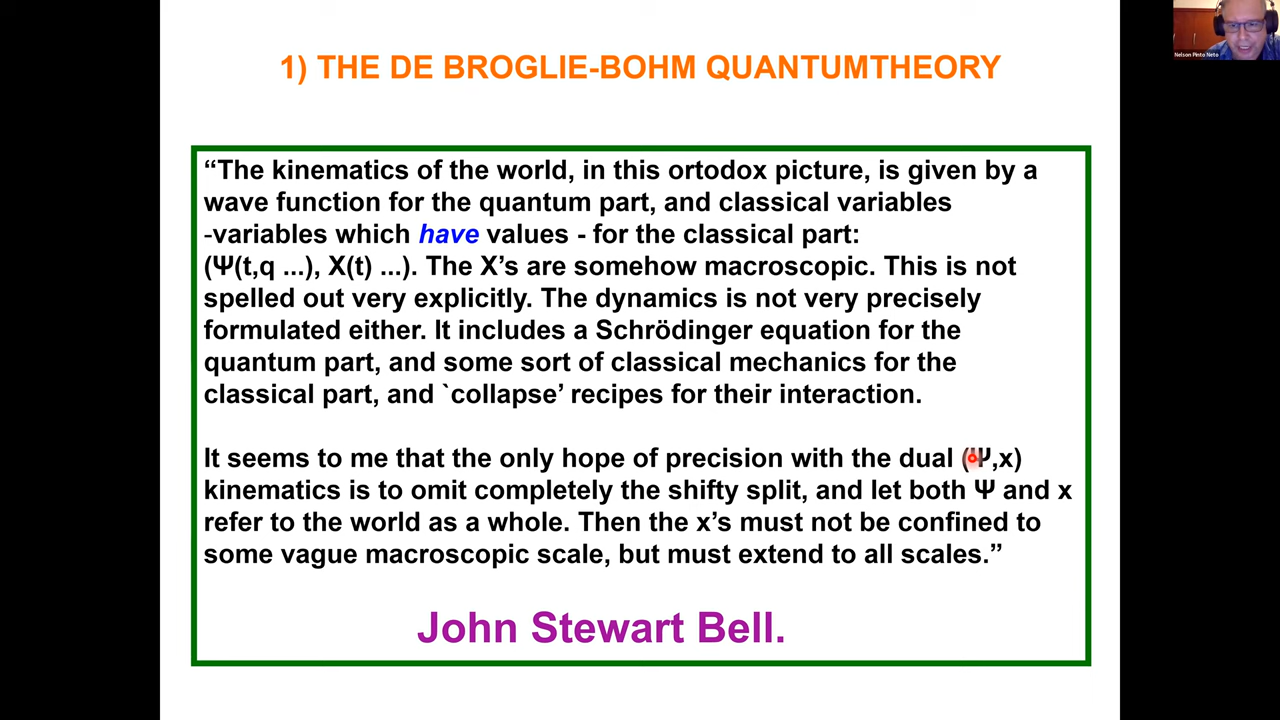 Nelson Pinto Neto
1) THE DE BROGLIE-BOHM QUANTUMTHEORY
“The kinematics of the world, in this ortodox picture, is given by a
wave function for the quantum part, and classical variables
-variables which have values - for the classical part:
(Ψ(t,q ...), X(t) ...). The X’s are somehow macroscopic. This is not
spelled out very explicitly. The dynamics is not very precisely
formulated either. It includes a Schrödinger equation for the
quantum part, and some sort of classical mechanics for the
classical part, and `collapse’ recipes for their interaction.
It seems to me that the only hope of precision with the dual (Ψ,x)
kinematics is to omit completely the shifty split, and let both Ψ and x
refer to the world as a whole. Then the x’s must not be confined to
some vague macroscopic scale, but must extend to all scales.”
John Stewart Bell.